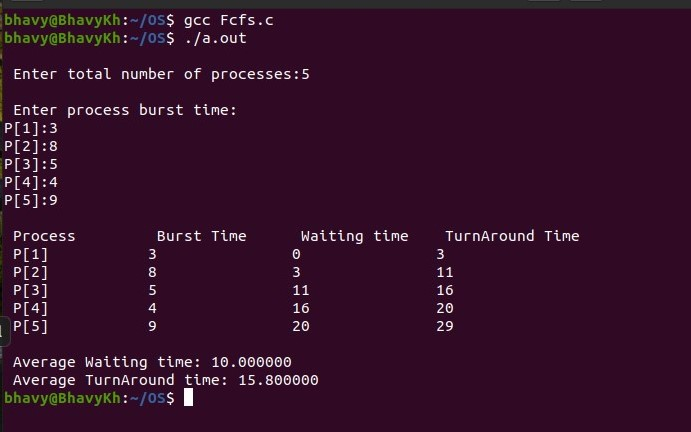 bhavy@BhavyKh:~/OS$ gcc Fcfs.c
bhavy@BhavyKh:~/OS$ ./a.out
Enter total number of processes:5
Enter process burst time:
P[1]:3
P[2]:8
P[3]:5
P[4]:4
P[5]:9
Process Burst Time Waiting time TurnAround Time
P[1] 3 0 3
P[2] 8 3 11
P[3] 5 11 16
P[4] 4 16 20
P[5] 9 20 29
Average Waiting time: 10.000000
Average TurnAround time: 15.800000
bhavy@BhavyKh:~/OS$